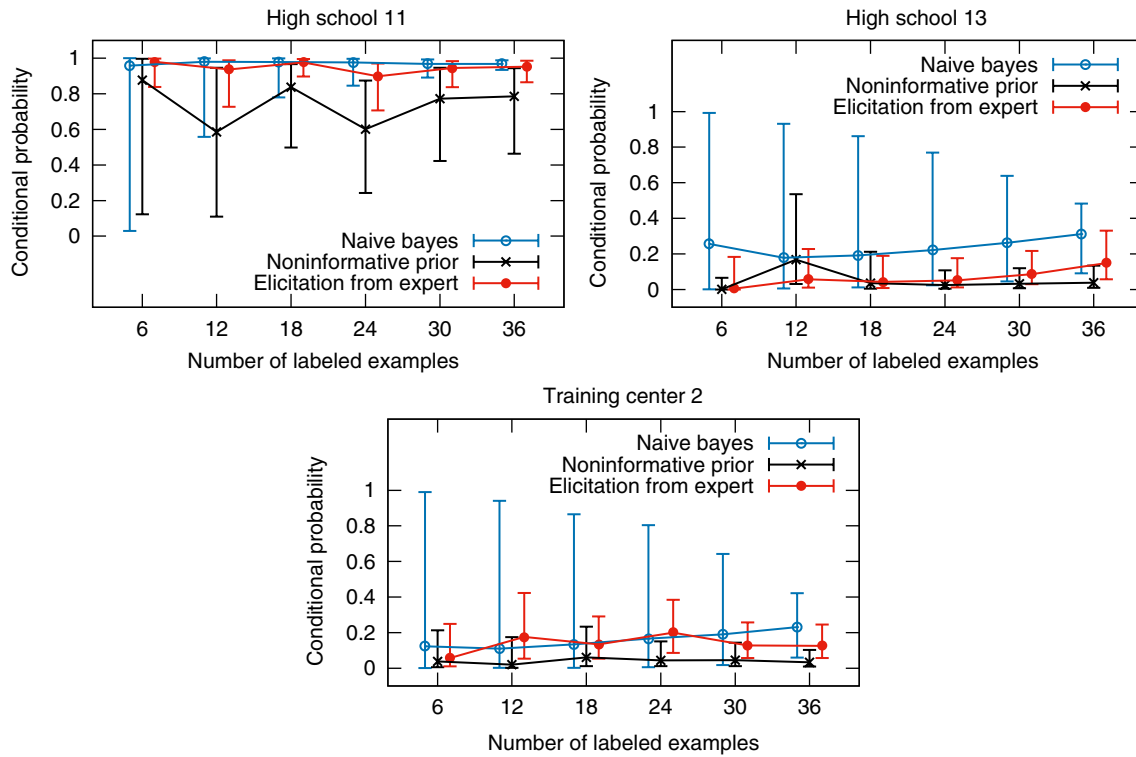 High school 11
Conditional probability
1
0.8
0.6
0.4
0.2
0
Naive bayes
Noninformative prior
Elicitation from expert
6 12 18 24 30 36
Number of labeled examples
High school 13
Conditional probability
Naive bayes
Noninformative prior
Elicitation from expert
1
0.8
0.6
0.4
0.2
0
6 12 18 24 30 36
Number of labeled examples
Training center 2
Conditional probability
Naive bayes
Noninformative prior
Elicitation from expert
1
0.8
0.6
0.4
0.2
0
6 12 18 24 30 36
Number of labeled examples